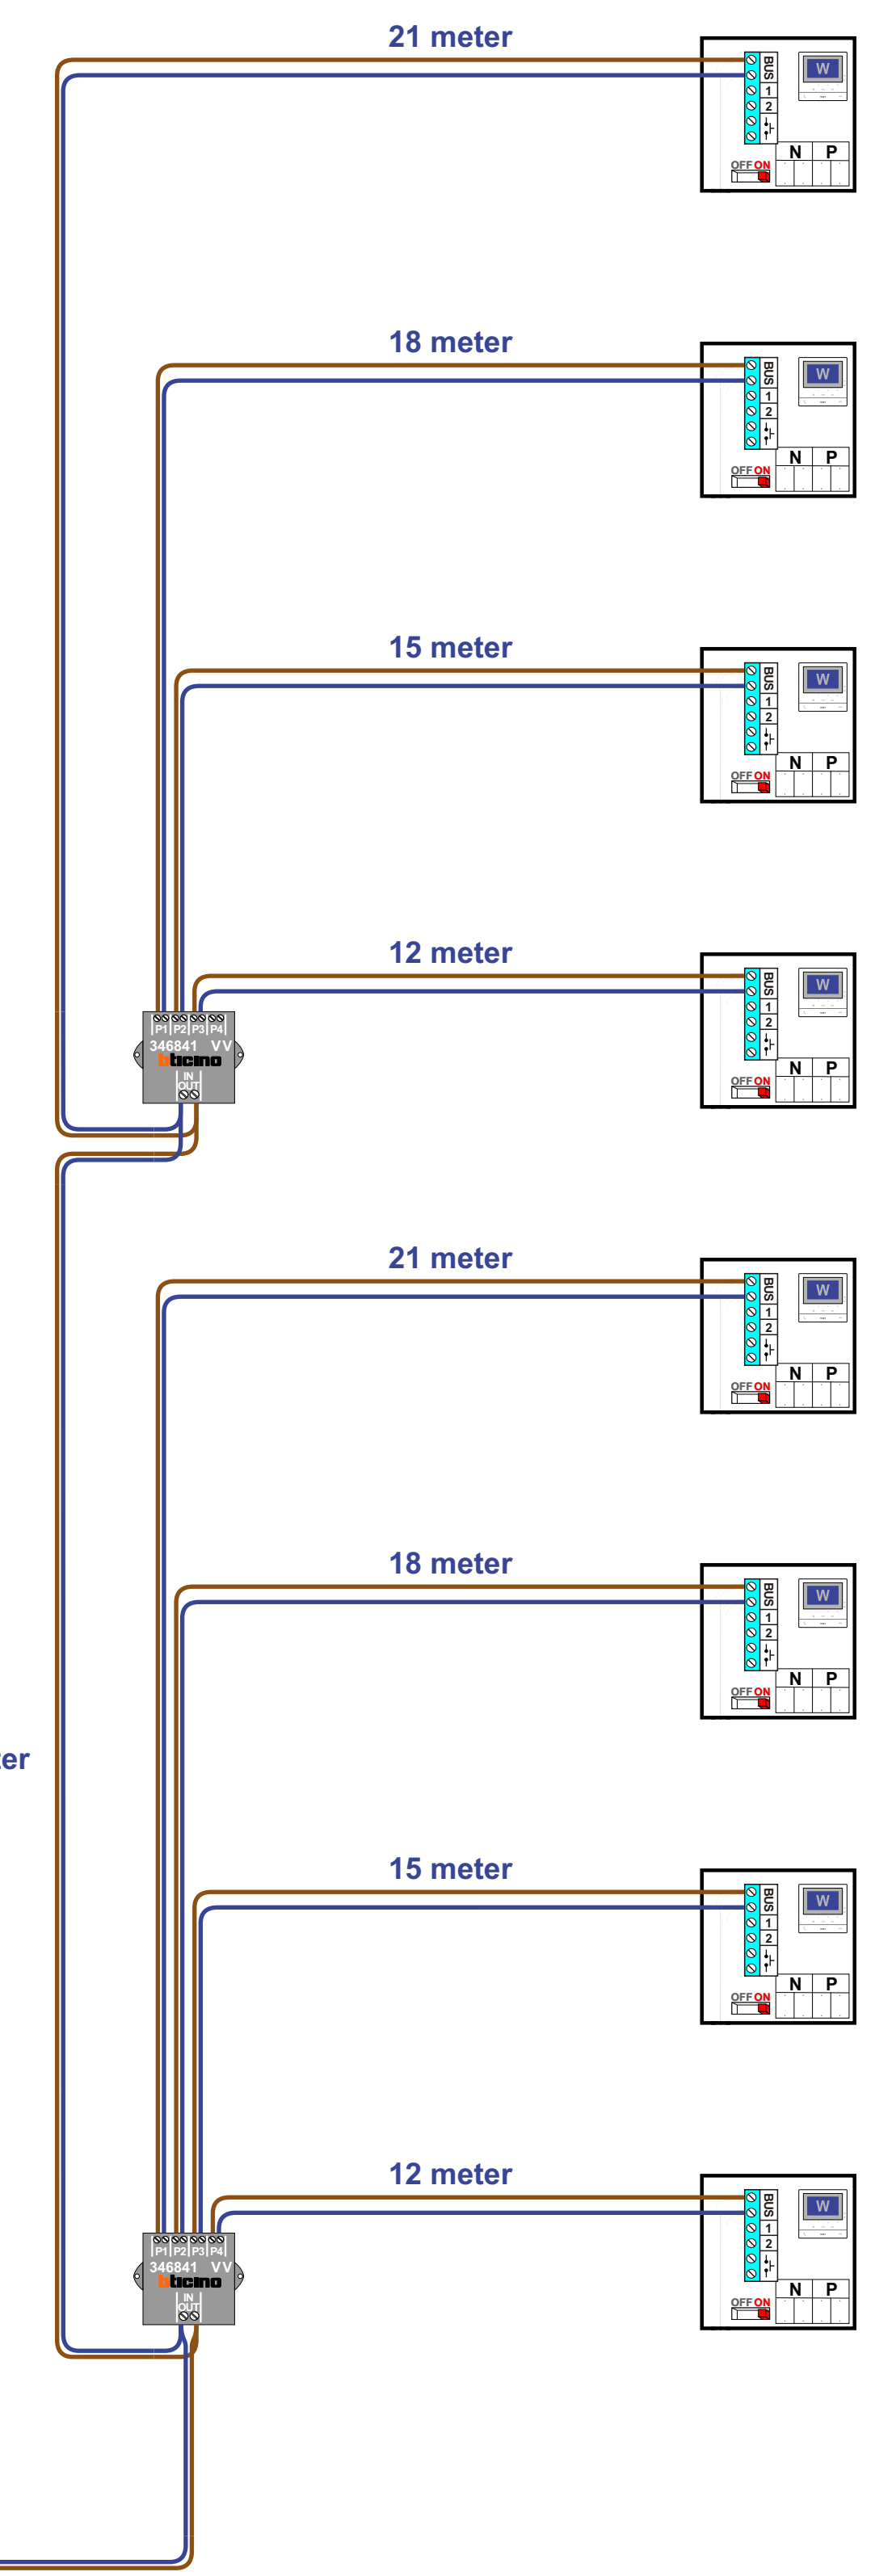 21 meter
W
BUS
1
2
N P
OFF ON
18 meter
W
BUS
1
2
N P
OFF ON
15 meter
W
BUS
1
2
N P
OFF ON
12 meter
W
BUS
1
2
N P
OFF ON
P1 P2 P3 P4
346841 VV
bticino
IN
OUT
21 meter
W
BUS
1
2
N P
OFF ON
18 meter
W
BUS
1
2
N P
OFF ON
ter
15 meter
W
BUS
1
2
N P
OFF ON
12 meter
W
BUS
1
2
N P
OFF ON
P1 P2 P3 P4
346841 VV
bticino
IN
OUT